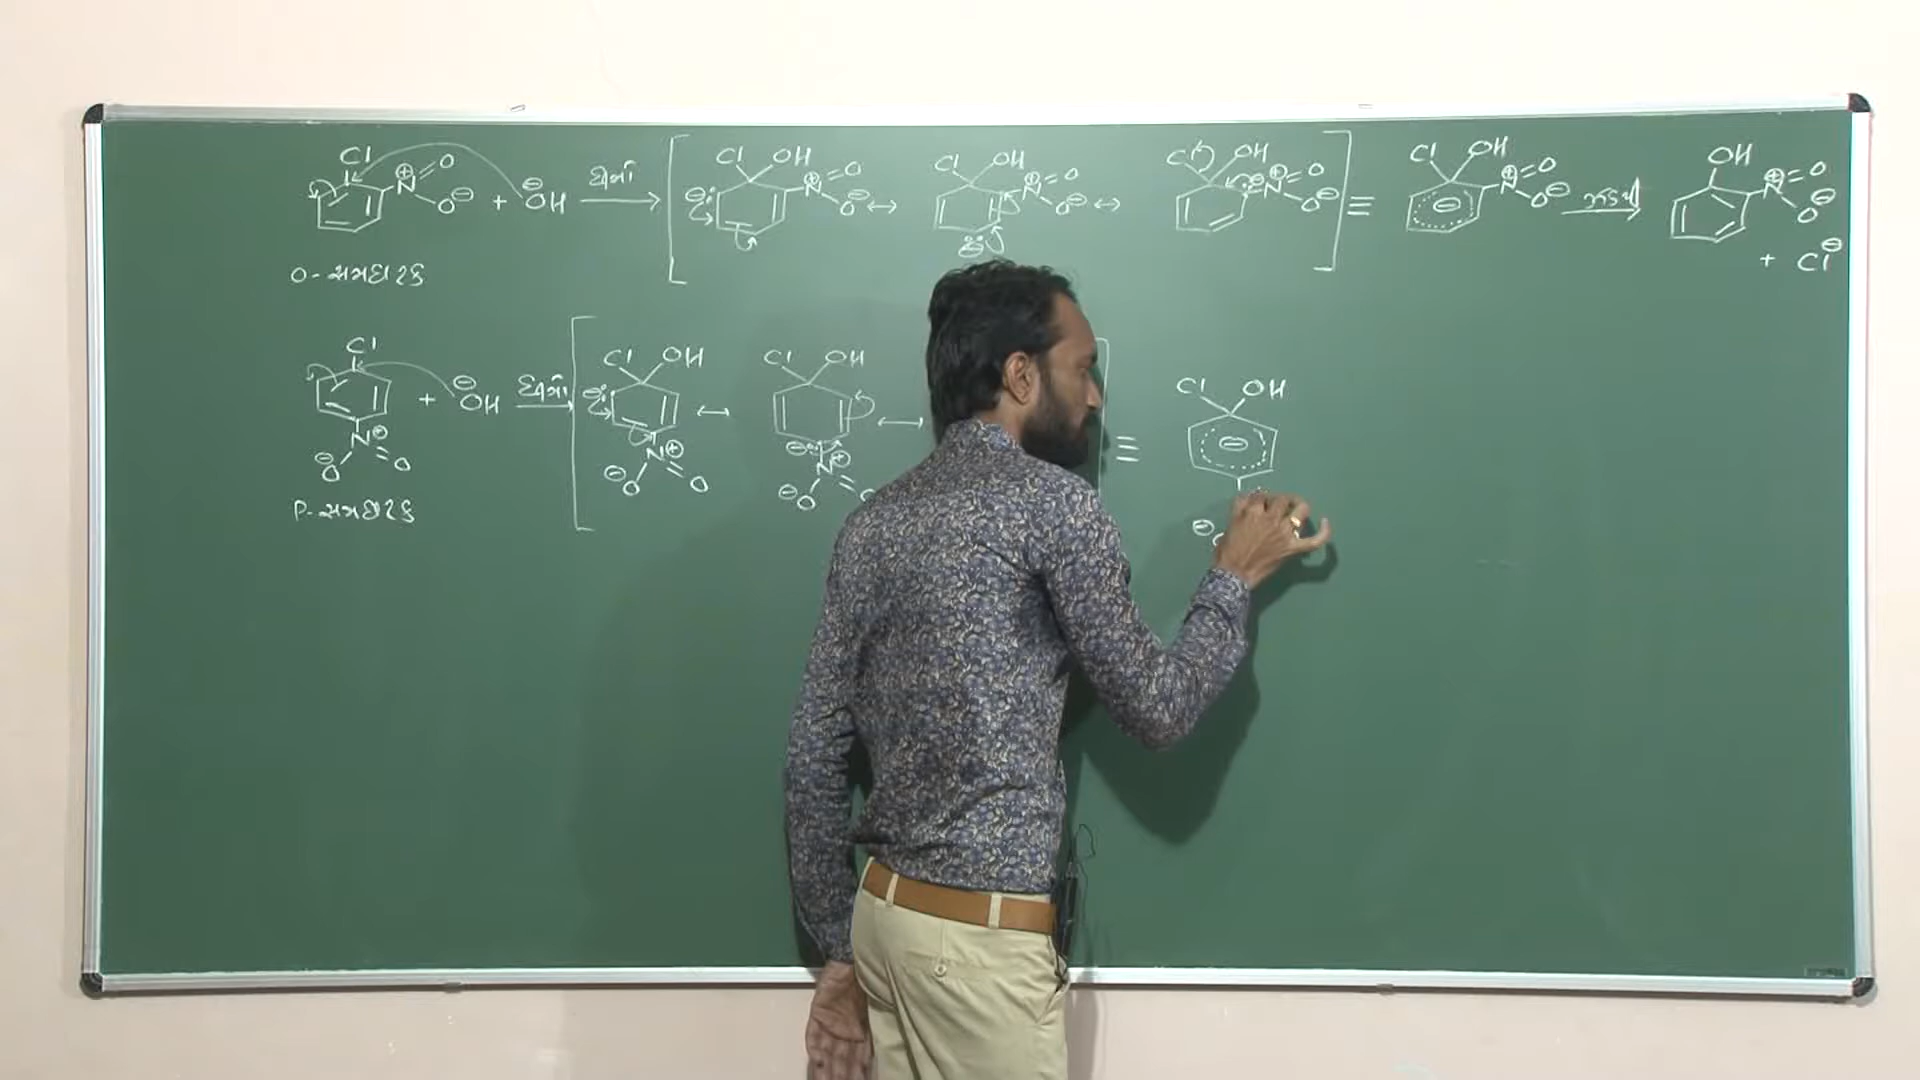 Cl N⊕ =O O⊖ + ⊖OH ધીમી → [ Cl OH ⊖: N⊕ =O O⊖ ↔ Cl OH N⊕ =O O⊖ ⊖: ↔ Cl OH ⊖: N⊕ =O O⊖ ] ≡ Cl OH ⊖ N⊕ =O O⊖ ઝડપી → OH N⊕ =O O⊖
+ Cl⊖
O-સમઘટક
Cl N⊕ ⊖O O + ⊖OH ધીમી → [ Cl OH ⊖: N⊕ ⊖O O ↔ Cl OH ⊖: N⊕ ⊖O ↔ ] ≡ Cl OH ⊖ ⊖
P-સમઘટક